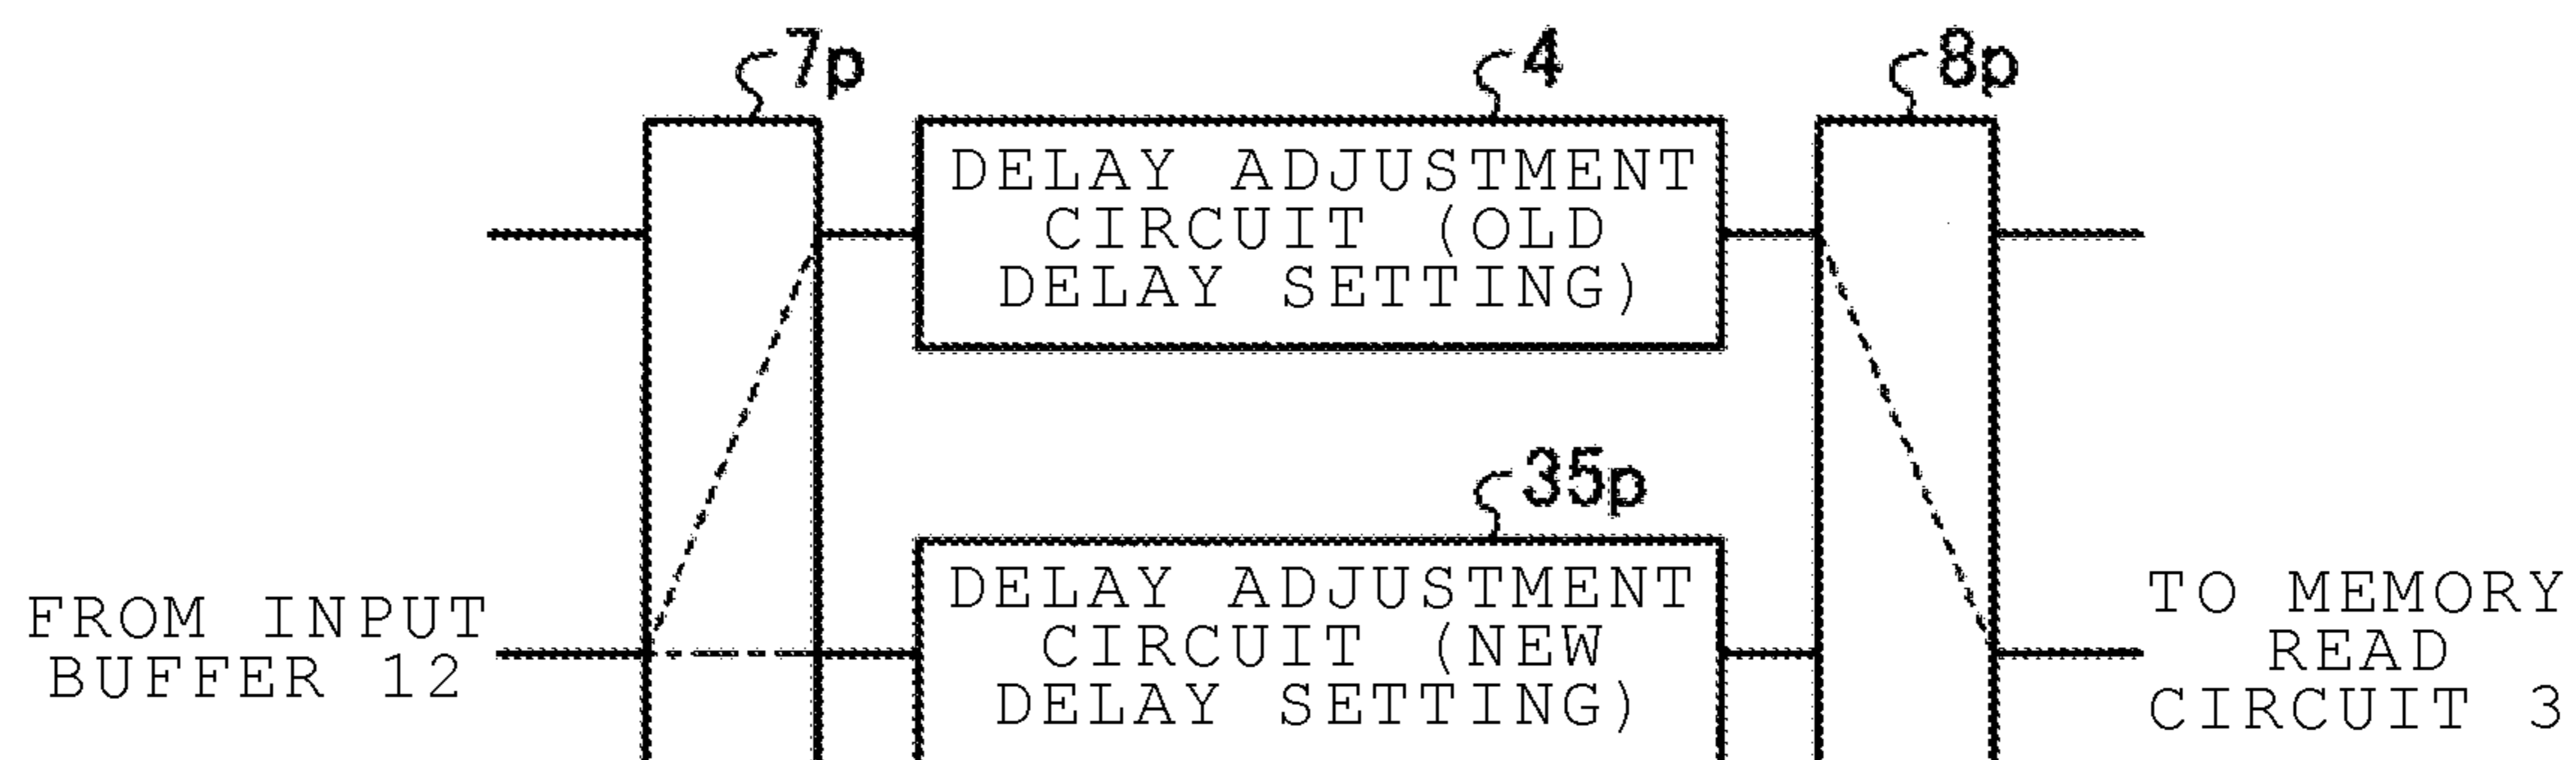 7p
4
8p
DELAY ADJUSTMENT
CIRCUIT (OLD
DELAY SETTING)
35p
DELAY ADJUSTMENT
CIRCUIT (NEW
DELAY SETTING)
FROM INPUT
BUFFER 12
TO MEMORY
READ
CIRCUIT 3